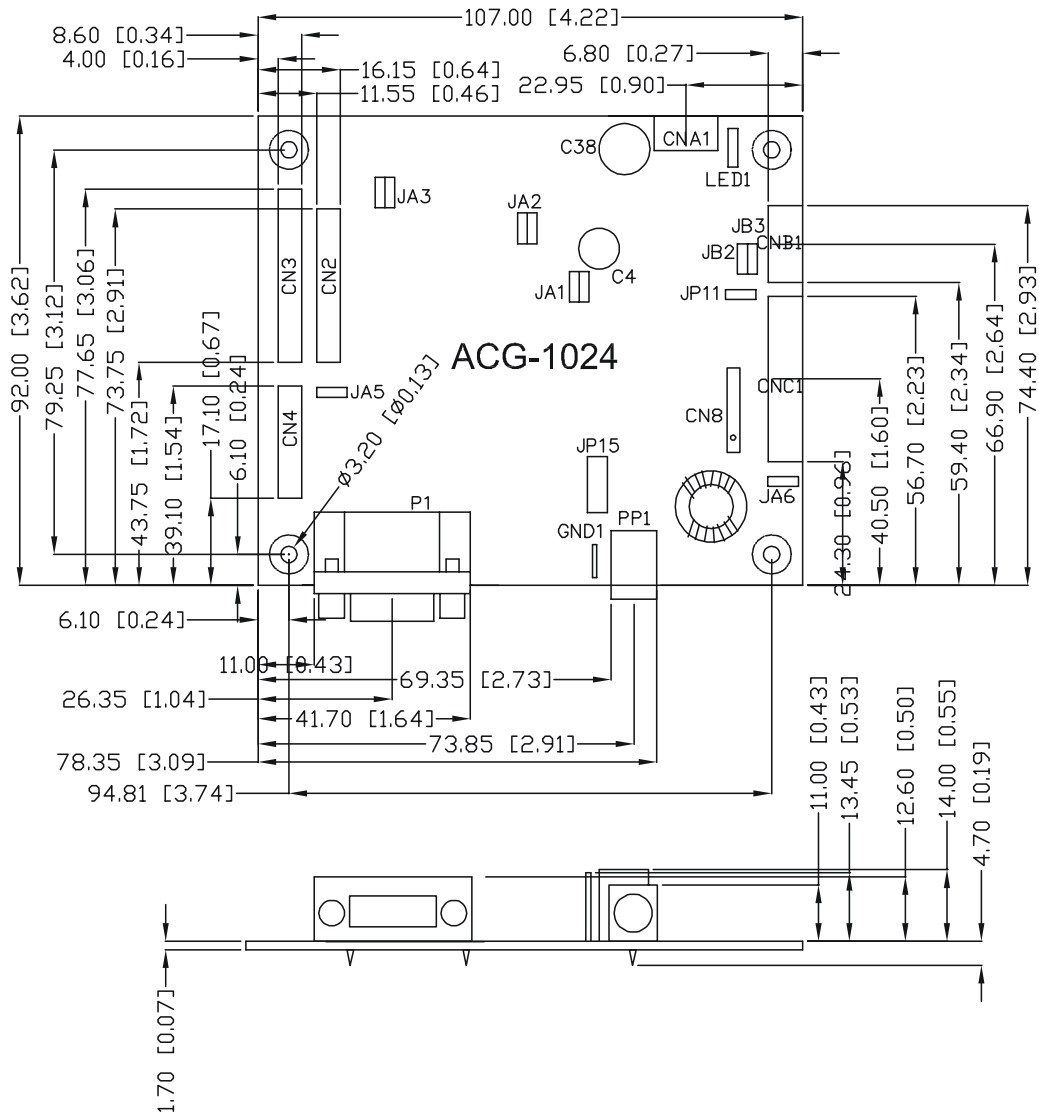 107.00 [4.22]
8.60 [0.34]
6.80 [0.27]
4.00 [0.16]
16.15 [0.64]
22.95 [0.90]
11.55 [0.46]
C38
CNA1
LED1
JA3
JA2
JB3
CNB1
JB2
C4
JA1
JP11
CN3
CN2
ACG-1024
JA5
CN4
CNC1
CN8
JP15
JA6
P1
GND1
PP1
ø3.20 [ø0.13]
92.00 [3.62]
79.25 [3.12]
77.65 [3.06]
73.75 [2.91]
43.75 [1.72]
39.10 [1.54]
17.10 [0.67]
6.10 [0.24]
24.30 [0.96]
40.50 [1.60]
56.70 [2.23]
59.40 [2.34]
66.90 [2.64]
74.40 [2.93]
6.10 [0.24]
11.00 [0.43]
69.35 [2.73]
26.35 [1.04]
41.70 [1.64]
73.85 [2.91]
78.35 [3.09]
94.81 [3.74]
11.00 [0.43]
13.45 [0.53]
12.60 [0.50]
14.00 [0.55]
4.70 [0.19]
1.70 [0.07]